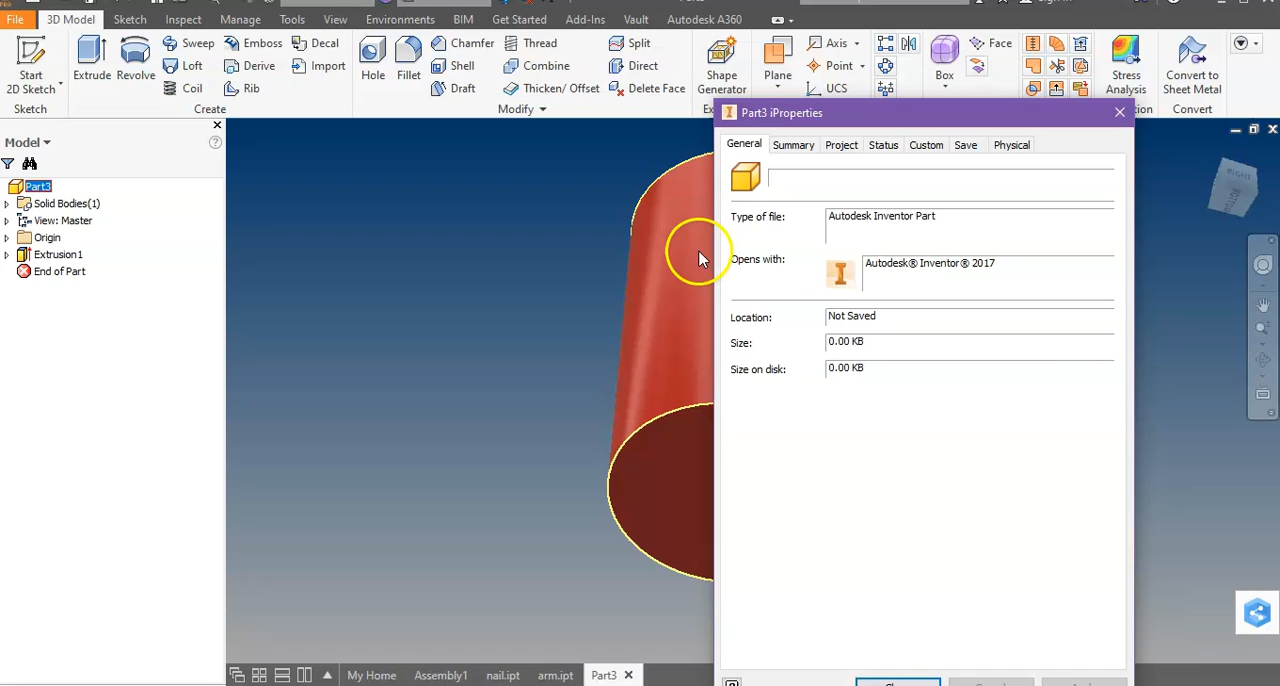 File 3D Model Sketch Inspect Manage Tools View Environments BIM Get Started Add-Ins Vault Autodesk A360
Start
2D Sketch
Sketch
Extrude
Revolve
Sweep
Emboss
Decal
Loft
Derive
Import
Coil
Rib
Create
Hole
Fillet
Chamfer
Thread
Split
Shell
Combine
Direct
Draft
Thicken/ Offset
Delete Face
Modify
Shape
Generator
Plane
Axis
Point
UCS
Box
Face
Stress
Analysis
Convert to
Sheet Metal
Convert
Model
Part3
Solid Bodies(1)
View: Master
Origin
Extrusion1
End of Part
Part3 iProperties
General Summary Project Status Custom Save Physical
Type of file: Autodesk Inventor Part
Opens with: Autodesk® Inventor® 2017
Location: Not Saved
Size: 0.00 KB
Size on disk: 0.00 KB
RIGHT
My Home Assembly1 nail.ipt arm.ipt Part3